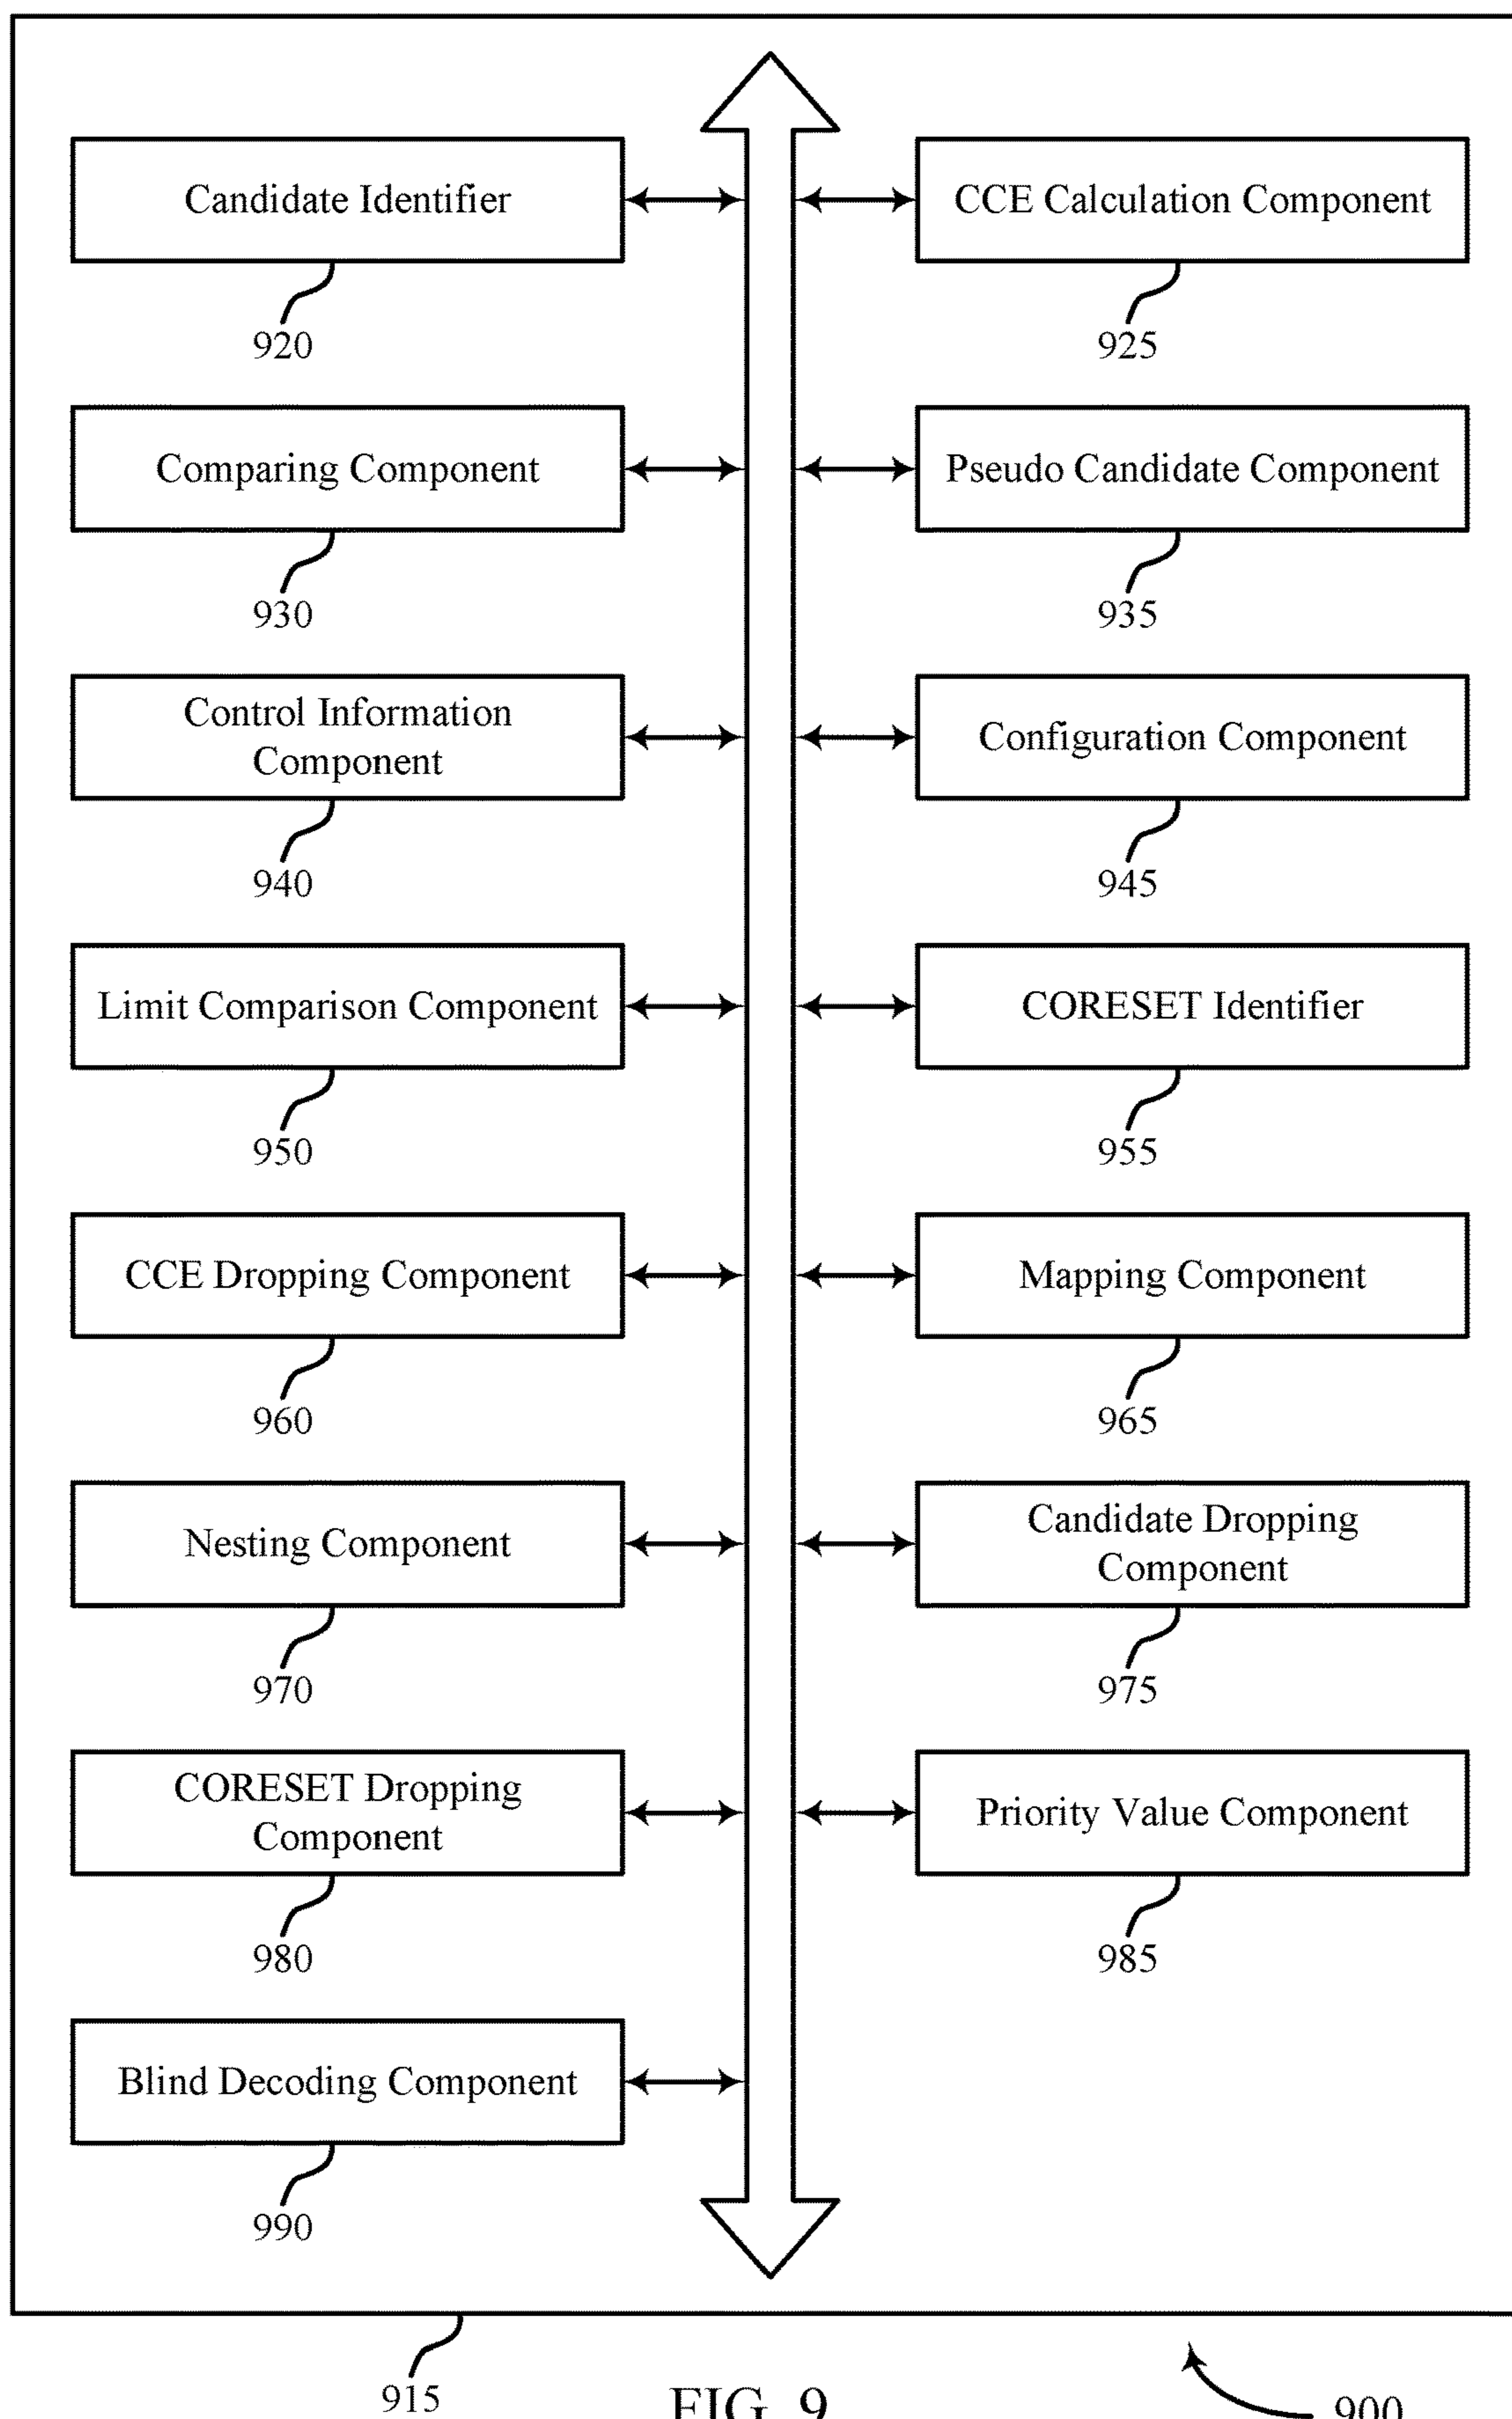 Candidate Identifier
CCE Calculation Component
920
925
Comparing Component
Pseudo Candidate Component
930
935
Control Information
Component
Configuration Component
940
945
Limit Comparison Component
CORESET Identifier
950
955
CCE Dropping Component
Mapping Component
960
965
Nesting Component
Candidate Dropping
Component
970
975
CORESET Dropping
Component
Priority Value Component
980
985
Blind Decoding Component
990
915
FIG. 9
900